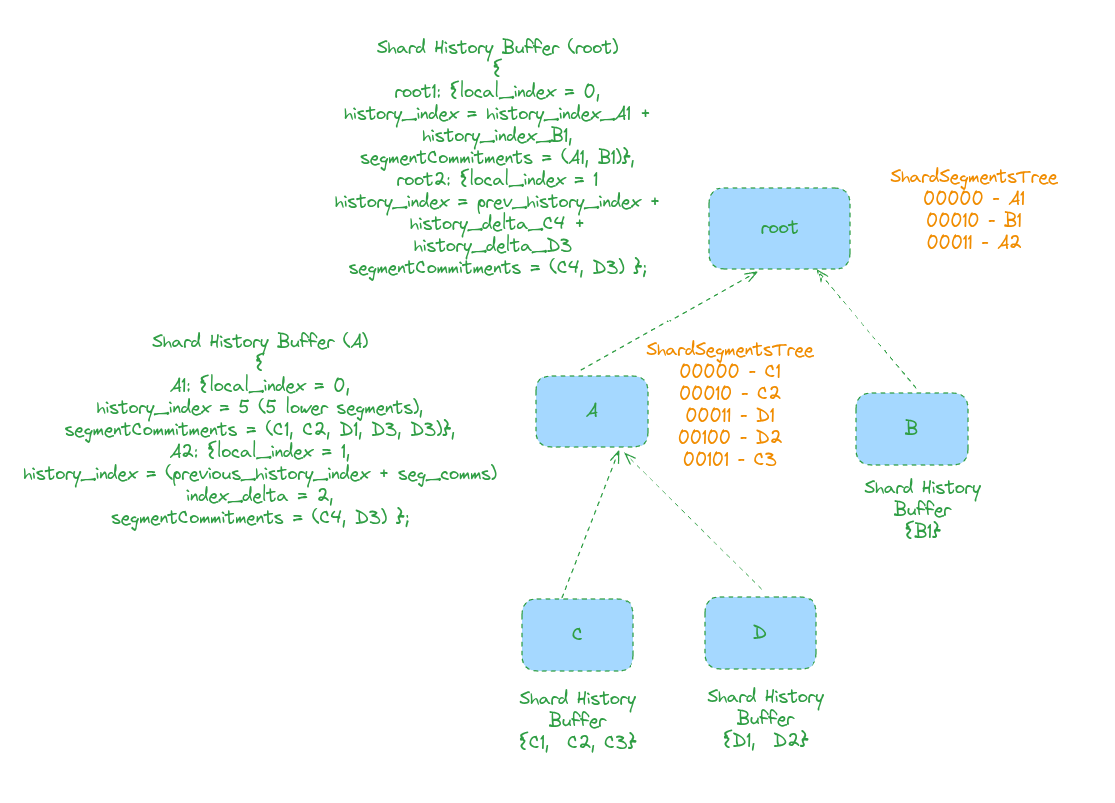 Shard History Buffer (root)
{
root1: {local_index = 0,
history_index = history_index_A1 +
history_index_B1,
segmentCommitments = (A1, B1)},
root2: {local_index = 1
history_index = prev_history_index +
history_delta_C4 +
history_delta_D3
segmentCommitments = (C4, D3) };
root
ShardSegmentsTree
00000 - A1
00010 - B1
00011 - A2
Shard History Buffer (A)
{
A1: {local_index = 0,
history_index = 5 (5 lower segments),
segmentCommitments = (C1, C2, D1, D3, D3)},
A2: {local_index = 1,
history_index = (previous_history_index + seg_comms)
index_delta = 2,
segmentCommitments = (C4, D3) };
A
ShardSegmentsTree
00000 - C1
00010 - C2
00011 - D1
00100 - D2
00101 - C3
B
Shard History
Buffer
{B1}
C
Shard History
Buffer
{C1, C2, C3}
D
Shard History
Buffer
{D1, D2}